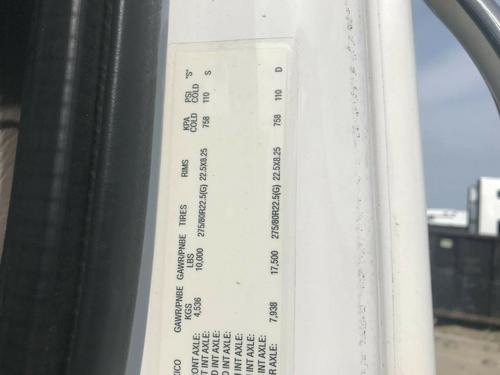 XICO GAWR/PNBE GAWR/PNBE TIRES RIMS KPA PSI "S"
KGS LBS COLD COLD
RONT AXLE: 4,536 10,000 275/80R22.5(G) 22.5X8.25 758 110 S
INT AXLE:
D INT AXLE:
D INT AXLE:
INT AXLE:
AXLE: 7,938 17,500 275/80R22.5(G) 22.5X8.25 758 110 D